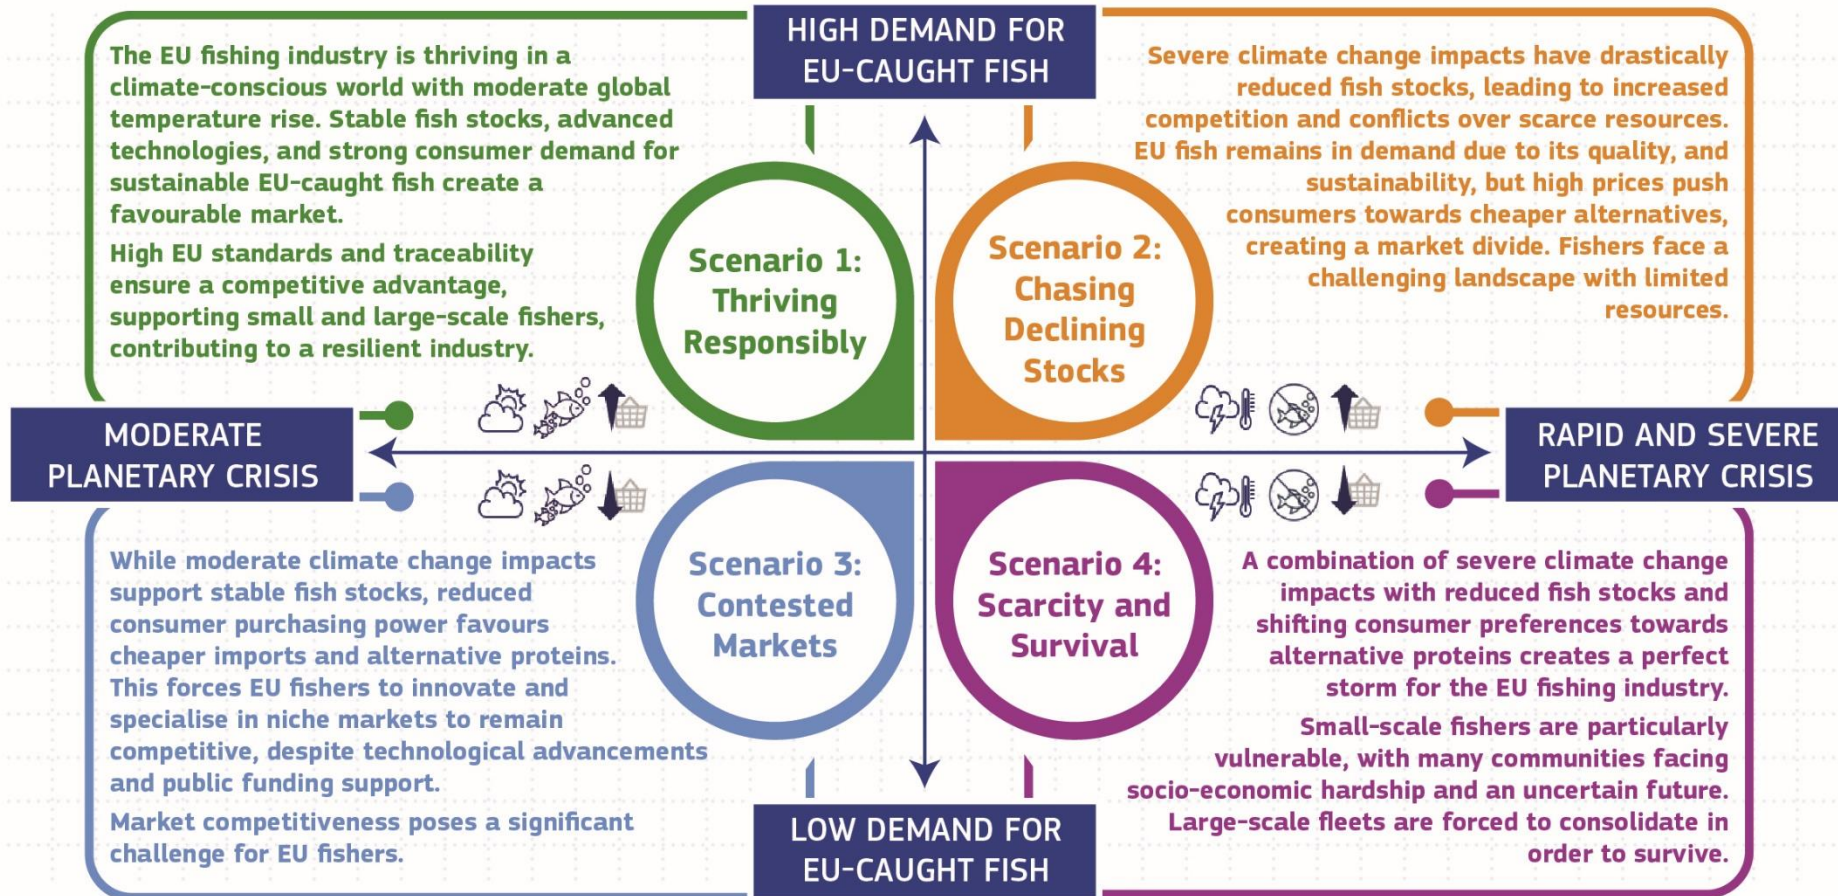 HIGH DEMAND FOR
EU-CAUGHT FISH
The EU fishing industry is thriving in a
climate-conscious world with moderate global
temperature rise. Stable fish stocks, advanced
technologies, and strong consumer demand for
sustainable EU-caught fish create a
favourable market.
High EU standards and traceability
ensure a competitive advantage,
supporting small and large-scale fishers,
contributing to a resilient industry.
Scenario 1:
Thriving
Responsibly
Scenario 2:
Chasing
Declining
Stocks
Severe climate change impacts have drastically
reduced fish stocks, leading to increased
competition and conflicts over scarce resources.
EU fish remains in demand due to its quality, and
sustainability, but high prices push
consumers towards cheaper alternatives,
creating a market divide. Fishers face a
challenging landscape with limited
resources.
MODERATE
PLANETARY CRISIS
RAPID AND SEVERE
PLANETARY CRISIS
While moderate climate change impacts
support stable fish stocks, reduced
consumer purchasing power favours
cheaper imports and alternative proteins.
This forces EU fishers to innovate and
specialise in niche markets to remain
competitive, despite technological advancements
and public funding support.
Market competitiveness poses a significant
challenge for EU fishers.
Scenario 3:
Contested
Markets
Scenario 4:
Scarcity and
Survival
A combination of severe climate change
impacts with reduced fish stocks and
shifting consumer preferences towards
alternative proteins creates a perfect
storm for the EU fishing industry.
Small-scale fishers are particularly
vulnerable, with many communities facing
socio-economic hardship and an uncertain future.
Large-scale fleets are forced to consolidate in
order to survive.
LOW DEMAND FOR
EU-CAUGHT FISH